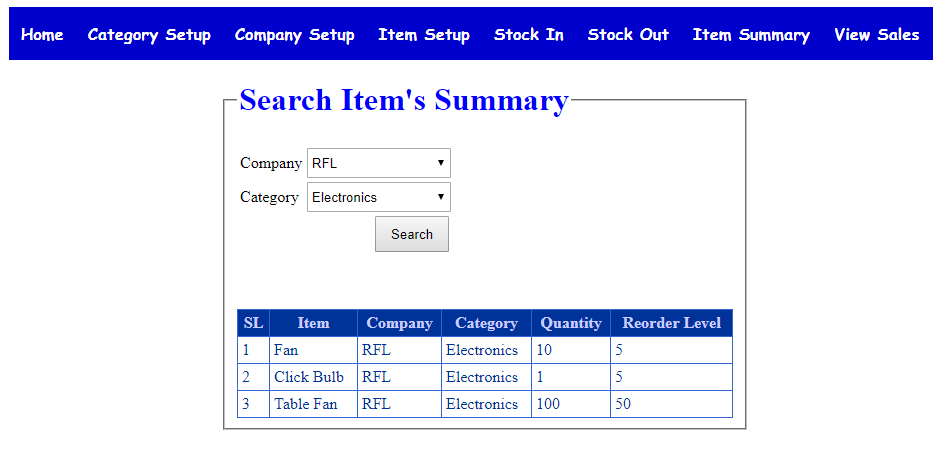 Home Category Setup Company Setup Item Setup Stock In Stock Out Item Summary View Sales
Search Item's Summary
Company RFL
Category Electronics
Search
SL Item Company Category Quantity Reorder Level
1 Fan RFL Electronics 10 5
2 Click Bulb RFL Electronics 1 5
3 Table Fan RFL Electronics 100 50